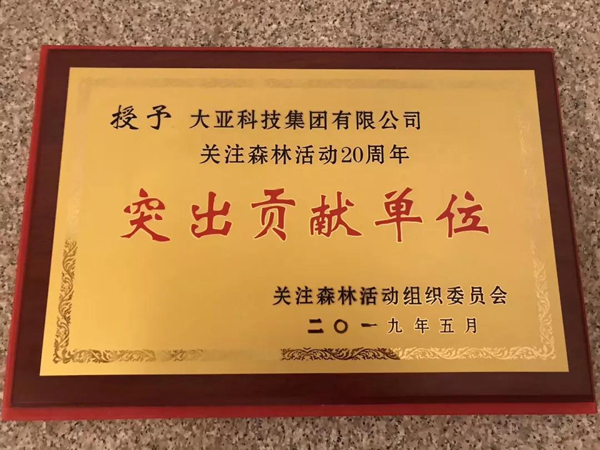 授予 大亚科技集团有限公司
关注森林活动20周年
突出贡献单位
关注森林活动组织委员会
二〇一九年五月